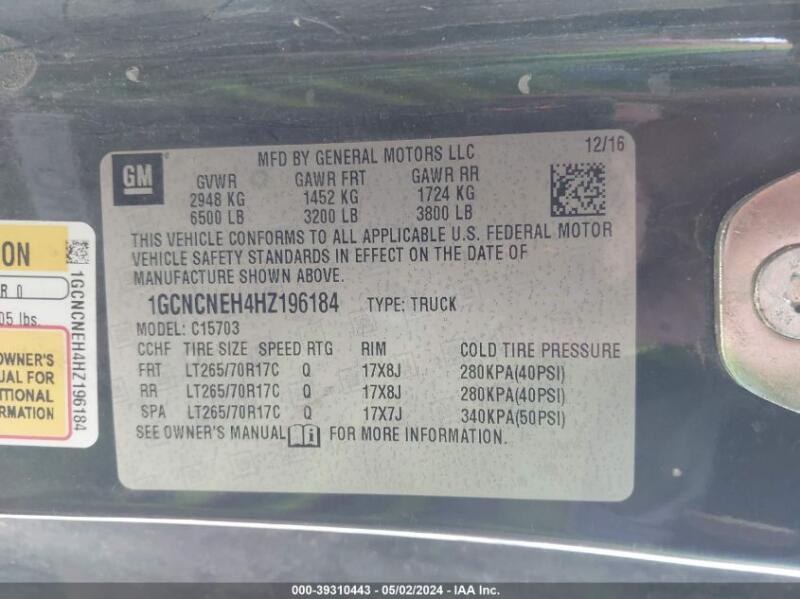 GM
MFD BY GENERAL MOTORS LLC
12/16
GVWR GAWR FRT GAWR RR
2948 KG 1452 KG 1724 KG
6500 LB 3200 LB 3800 LB
THIS VEHICLE CONFORMS TO ALL APPLICABLE U.S. FEDERAL MOTOR
VEHICLE SAFETY STANDARDS IN EFFECT ON THE DATE OF
MANUFACTURE SHOWN ABOVE.
1GCNCNEH4HZ196184 TYPE: TRUCK
MODEL: C15703
CCHF TIRE SIZE SPEED RTG RIM COLD TIRE PRESSURE
FRT LT265/70R17C Q 17X8J 280KPA(40PSI)
RR LT265/70R17C Q 17X8J 280KPA(40PSI)
SPA LT265/70R17C Q 17X7J 340KPA(50PSI)
SEE OWNER'S MANUAL FOR MORE INFORMATION.
ON
R 0
05 lbs.
OWNER'S
UAL FOR
ITIONAL
RMATION
1GCNCNEH4HZ196184
000-39310443 - 05/02/2024 - IAA Inc.